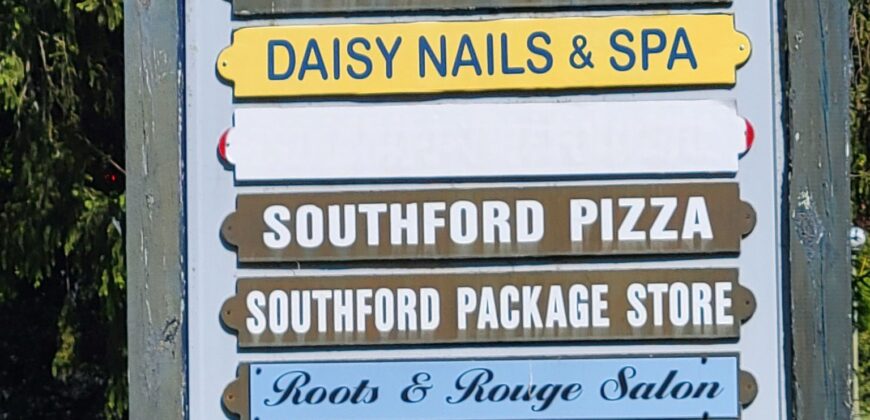 DAISY NAILS & SPA
SOUTHFORD PIZZA
SOUTHFORD PACKAGE STORE
Roots & Rouge Salon